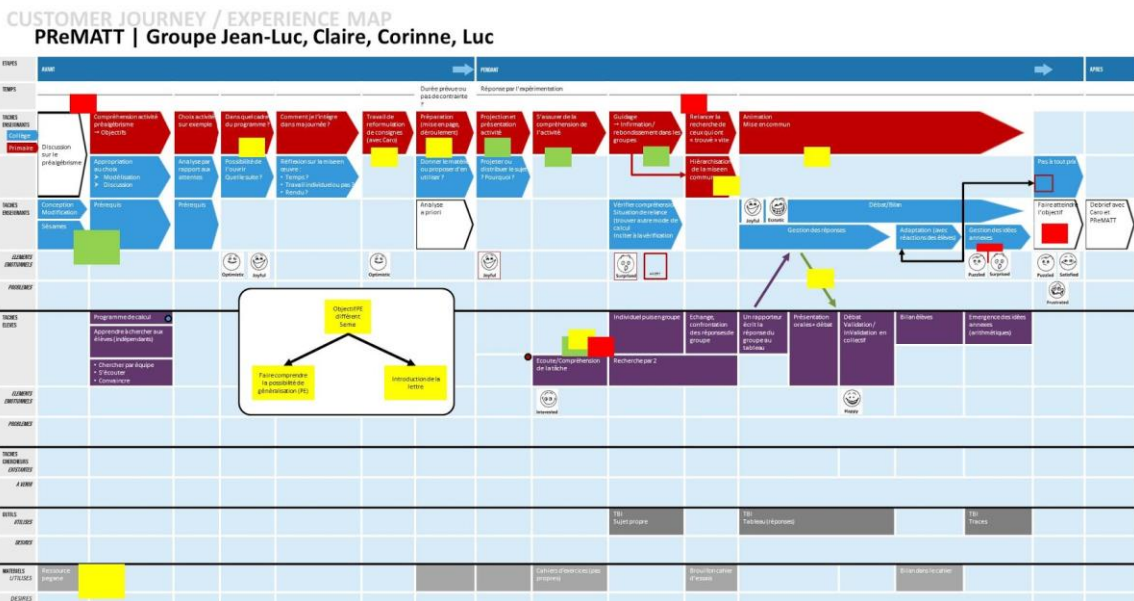 CUSTOMER JOURNEY / EXPERIENCE MAP
PReMATT | Groupe Jean-Luc, Claire, Corinne, Luc
ETAPES
AVANT
PENDANT
APRES
TEMPS
Durée prévue ou
pas de contrainte
?
Réponse par l'expérimentation
TACHES
ENSEIGNANTS
Collège
Primaire
Discussion
sur le
préalgébrisme
Compréhension activité
préalgébrisme
→ Objectifs
Choix activité
sur exemple
Dans quel cadre
du programme ?
Comment je l'intègre
dans ma journée ?
Travail de
reformulation
de consignes
(avec Caro)
Préparation
(mise en page,
déroulement)
Projection et
présentation
activité
S'assure de la
compréhension de
l'activité
Guidage
→ Information/
rebondissement dans les
groupes
Relancer la
recherche de
ceux qui ont
« trouvé » vite
Animation
Mise en commun
Appropriation
au choix
➢ Modélisation
➢ Discussion
Analyse par
rapport aux
attentes
Possibilité de
l'ouvrir
Quelle suite ?
Réflexion sur la mise en
œuvre:
• Temps ?
• Travail individuel ou pas ?
• Rendu ?
Donner le matériel
ou proposer d'en
utiliser ?
Projeter ou
distribuer le sujet
? Pourquoi ?
Hiérarchisation
de la mise en
commun
Pas à tout prix
TACHES
ENSEIGNANTS
Conception
Modification
Sésames
Prérequis
Prérequis
Analyse
a priori
Vérifier compréhension
Situation de relance
(trouver autre mode de
calcul
Inciter à la vérification
Joyful
Débat/Bilan
Gestion des réponses
Adaptation (avec
réactions des élèves)
Gestion des idées
annexes
Faire atteindre
l'objectif
Debrief avec
Caro et
PReMATT
ELEMENTS
EMOTIONNELS
Optimistic
Joyful
Optimistic
Joyful
Surprised
Puzzled
Surprised
Puzzled
Satisfied
Frustrated
PROBLEMES
TACHES
ELEVES
Programme de calcul
Apprendre à chercher aux
élèves (indépendants)
• Chercher par équipe
• S'écouter
• Convaincre
Objectif PE
différent
5ème
Faire comprendre
la possibilité de
généralisation (PE)
Introduction de la
lettre
Individuel puis en groupe
Echange,
confrontation
des réponses de
groupe
Un rapporteur
écrit la
réponse du
groupe au
tableau
Présentation
orales + débat
Débat
Validation/
invalidation en
collectif
Bilan élèves
Emergence des idées
annexes
(arithmétiques)
Ecoute/Compréhension
de la tâche
Recherche par 2
ELEMENTS
EMOTIONNELS
Interested
Happy
PROBLEMES
TACHES
CHERCHEURS
EXISTANTES
A VENIR
OUTILS
UTILISES
TBI
Sujet propre
TBI
Tableau (réponses)
TBI
Traces
DESIRES
MATERIELS
UTILISES
Ressource
pegame
Cahiers d'exercices (pas
propres)
Brouillon cahier
d'essais
Bilan dans le cahier
DESIRES